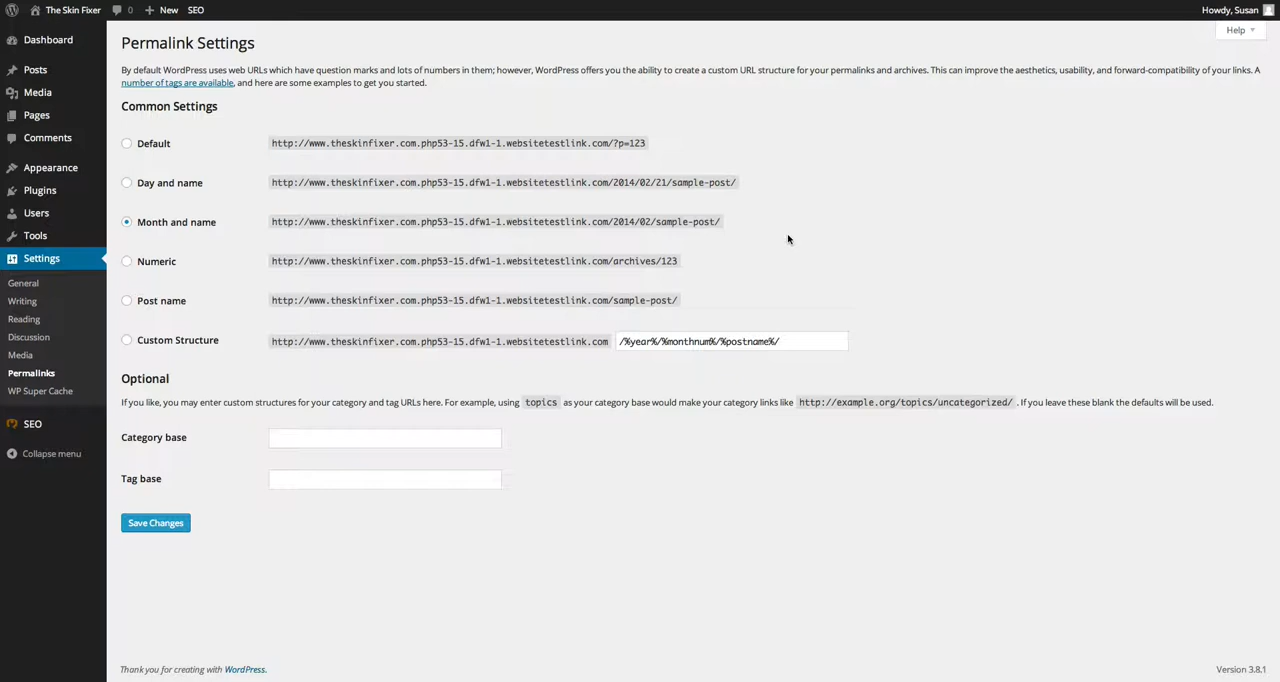 The Skin Fixer 0 New SEO Howdy, Susan
Help
Dashboard
Posts
Media
Pages
Comments
Appearance
Plugins
Users
Tools
Settings
General
Writing
Reading
Discussion
Media
Permalinks
WP Super Cache
SEO
Collapse menu
Permalink Settings
By default WordPress uses web URLs which have question marks and lots of numbers in them; however, WordPress offers you the ability to create a custom URL structure for your permalinks and archives. This can improve the aesthetics, usability, and forward-compatibility of your links. A
number of tags are available, and here are some examples to get you started.
Common Settings
Default http://www.theskinfixer.com.php53-15.dfw1-1.websitetestlink.com/?p=123
Day and name http://www.theskinfixer.com.php53-15.dfw1-1.websitetestlink.com/2014/02/21/sample-post/
Month and name http://www.theskinfixer.com.php53-15.dfw1-1.websitetestlink.com/2014/02/sample-post/
Numeric http://www.theskinfixer.com.php53-15.dfw1-1.websitetestlink.com/archives/123
Post name http://www.theskinfixer.com.php53-15.dfw1-1.websitetestlink.com/sample-post/
Custom Structure http://www.theskinfixer.com.php53-15.dfw1-1.websitetestlink.com /%year%/%monthnum%/%postname%/
Optional
If you like, you may enter custom structures for your category and tag URLs here. For example, using topics as your category base would make your category links like http://example.org/topics/uncategorized/ . If you leave these blank the defaults will be used.
Category base
Tag base
Save Changes
Thank you for creating with WordPress.
Version 3.8.1